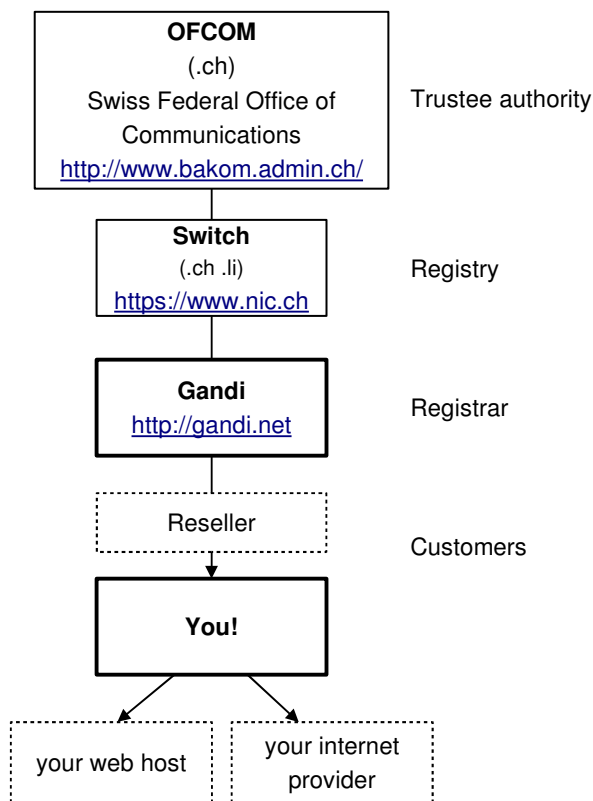 OFCOM
(.ch)
Swiss Federal Office of
Communications
http://www.bakom.admin.ch/
Trustee authority
Switch
(.ch .li)
https://www.nic.ch
Registry
Gandi
http://gandi.net
Registrar
Reseller
Customers
You!
your web host
your internet
provider